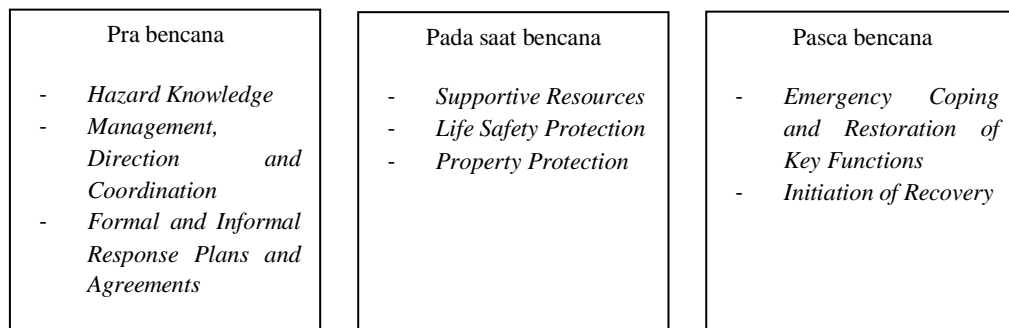 Pra bencana
- Hazard Knowledge
- Management,
Direction and
Coordination
- Formal and Informal
Response Plans and
Agreements
Pada saat bencana
- Supportive Resources
- Life Safety Protection
- Property Protection
Pasca bencana
- Emergency Coping
and Restoration of
Key Functions
- Initiation of Recovery